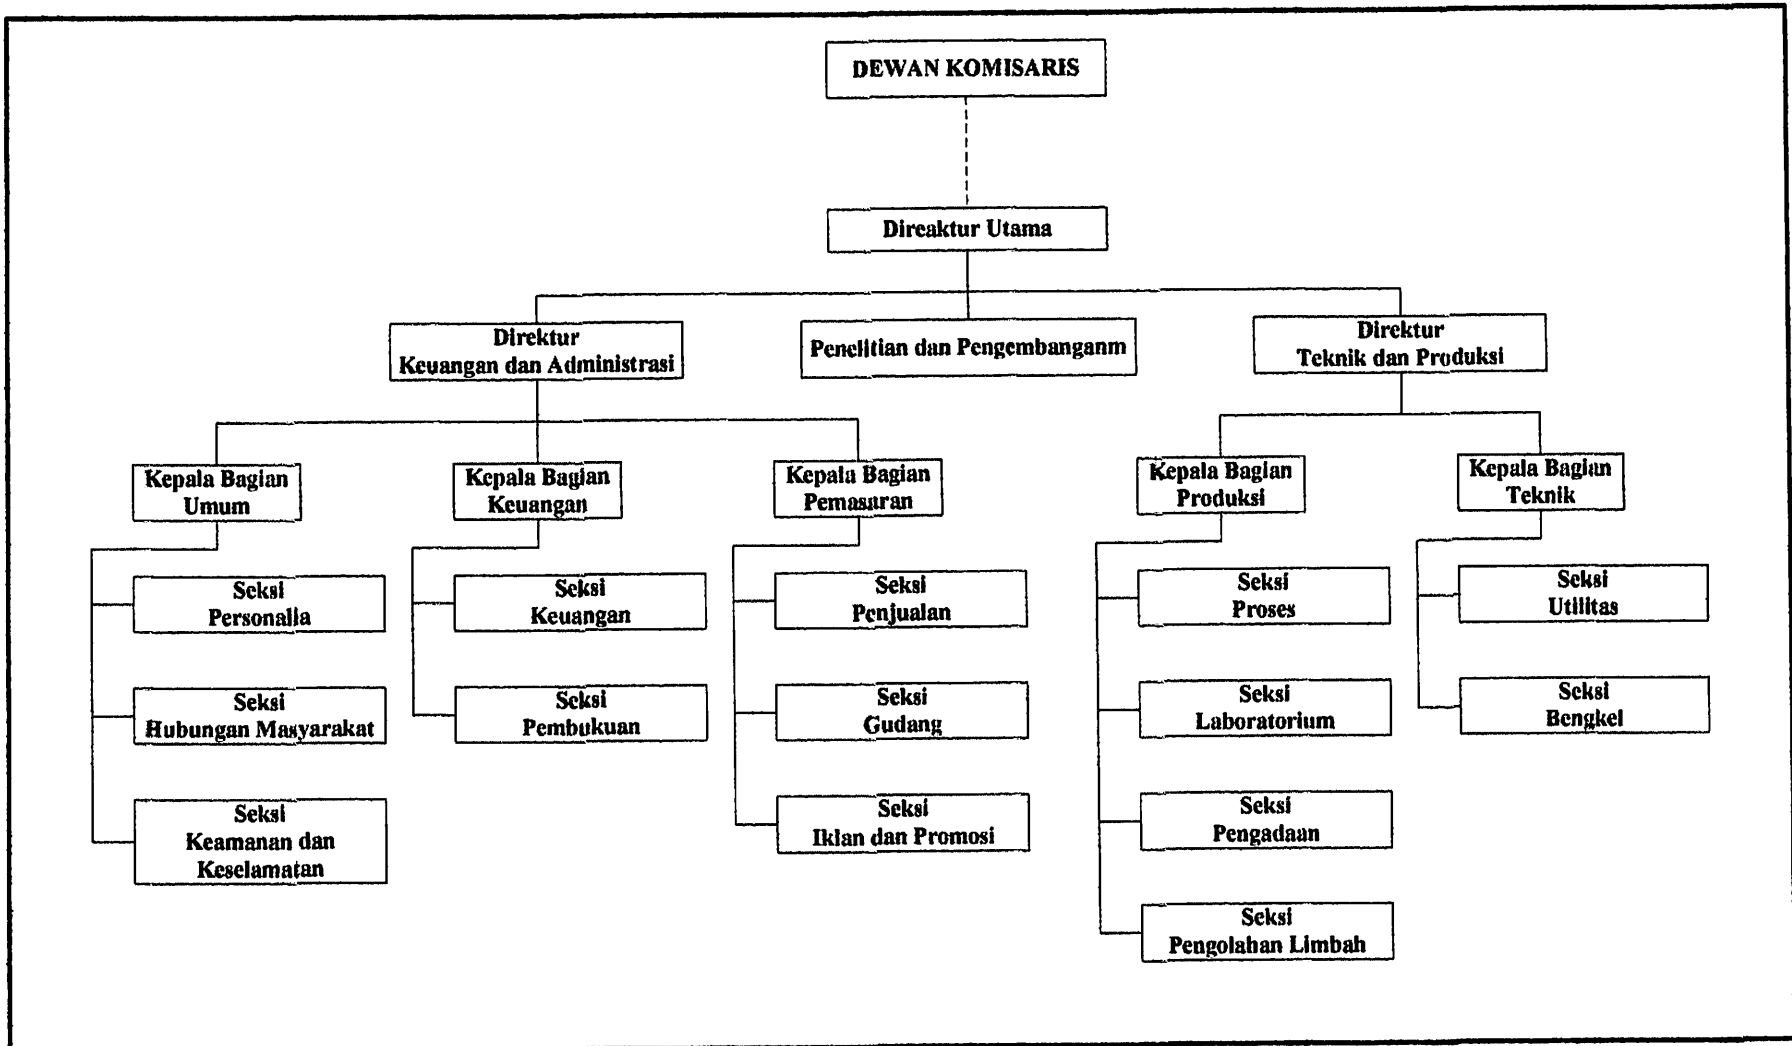 DEWAN KOMISARIS
Direaktur Utama
Direktur
Keuangan dan Administrasi
Penelitian dan Pengembanganm
Direktur
Teknik dan Produksi
Kepala Bagian
Umum
Kepala Bagian
Keuangan
Kepala Bagian
Pemasaran
Kepala Bagian
Produksi
Kepala Bagian
Teknik
Seksi
Personalia
Seksi
Keuangan
Seksi
Penjualan
Seksi
Proses
Seksi
Utilitas
Seksi
Hubungan Masyarakat
Seksi
Pembukuan
Seksi
Gudang
Seksi
Laboratorium
Seksi
Bengkel
Seksi
Keamanan dan
Keselamatan
Seksi
Iklan dan Promosi
Seksi
Pengadaan
Seksi
Pengolahan Limbah